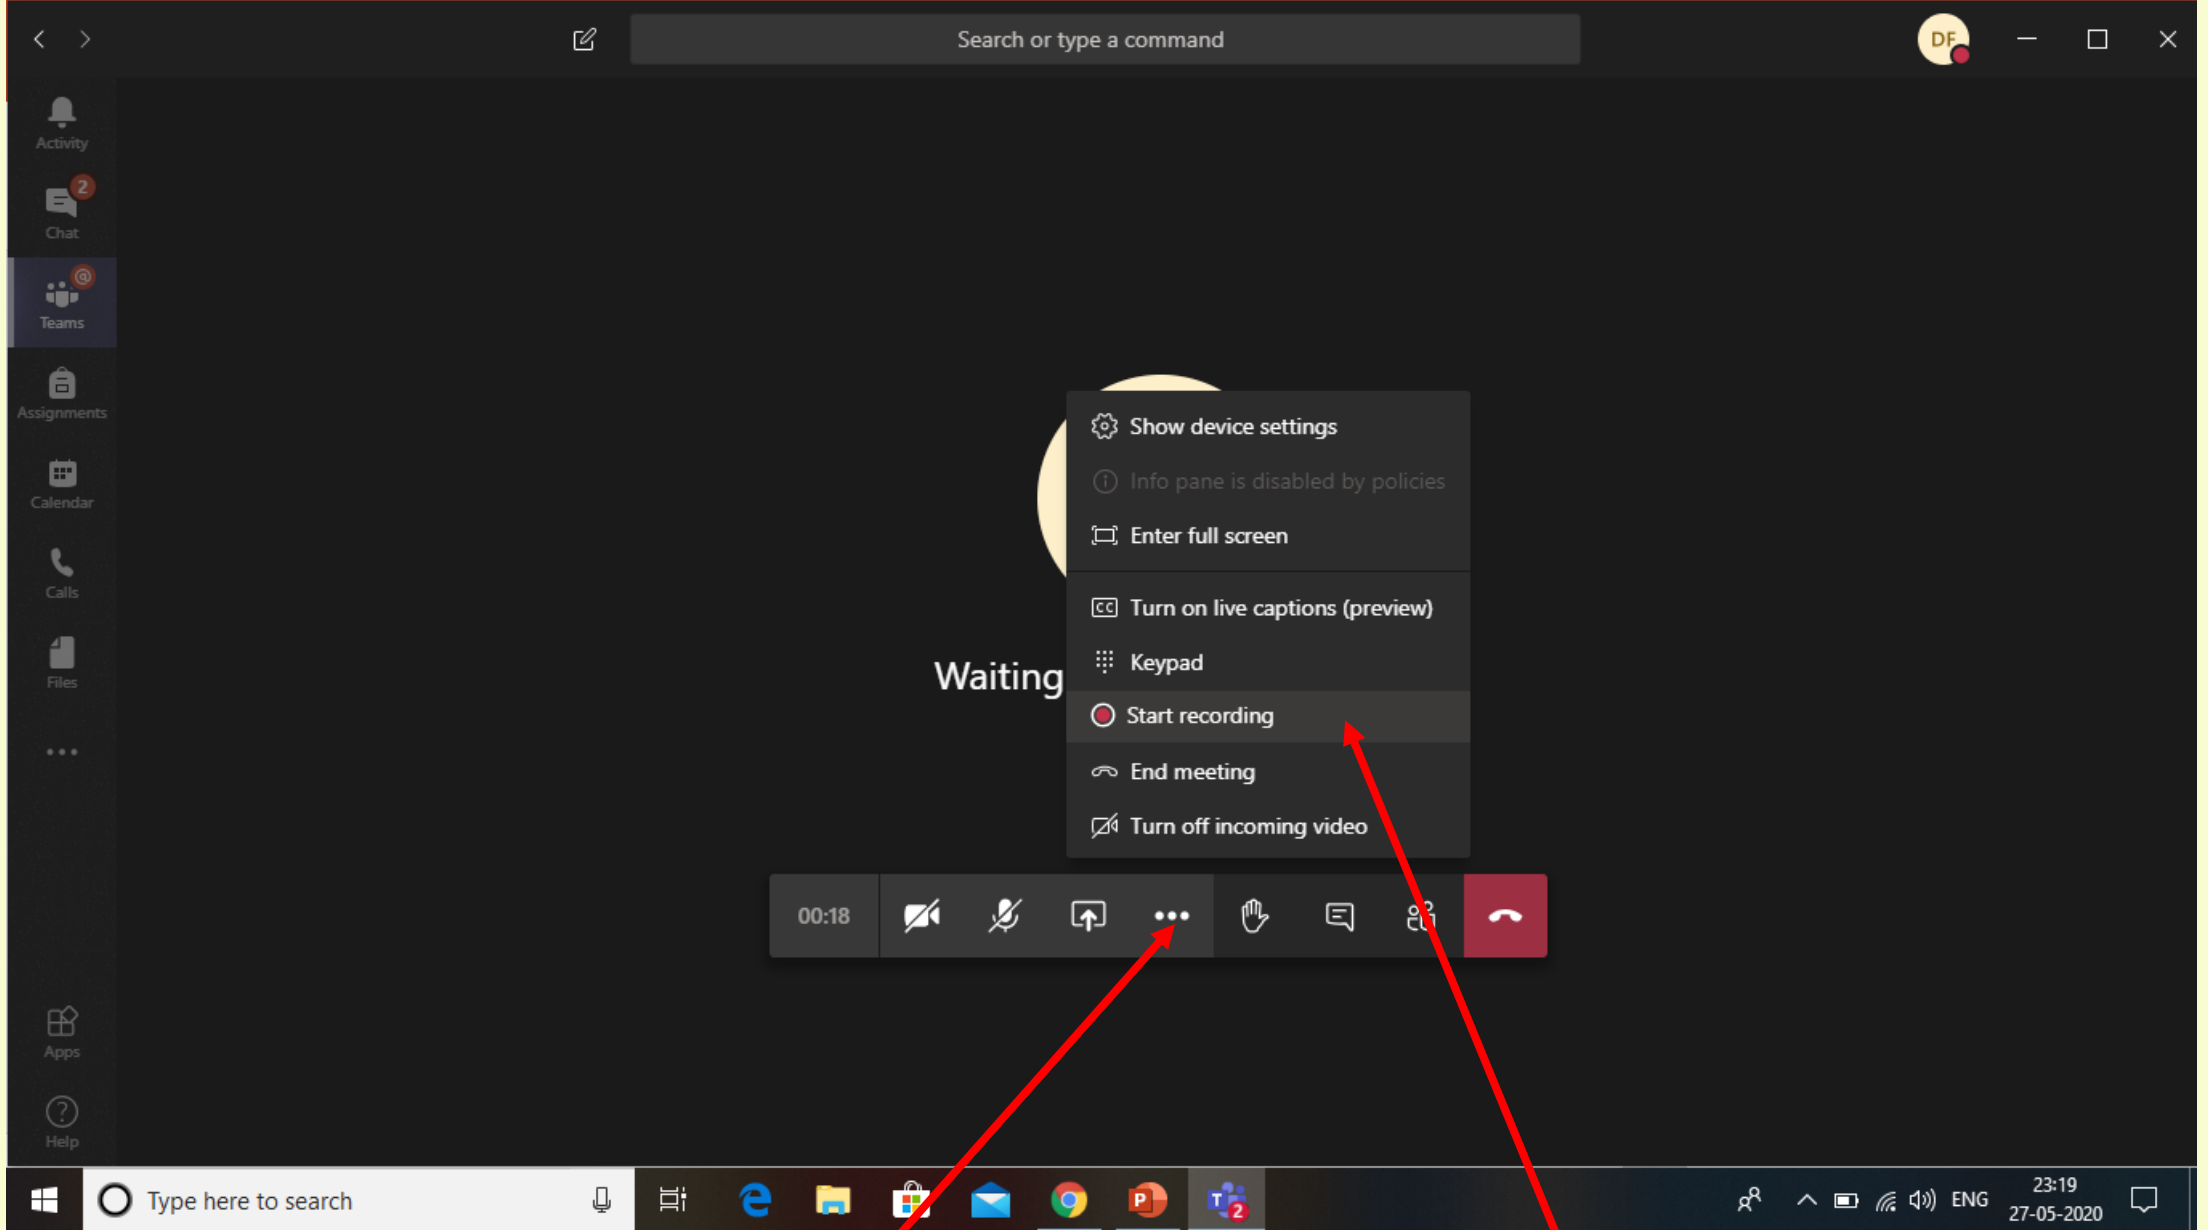 Search or type a command
DF
Activity
2
Chat
@
Teams
Assignments
Calendar
Calls
Files
Apps
Help
Show device settings
Info pane is disabled by policies
Enter full screen
CC Turn on live captions (preview)
Waiting
Keypad
Start recording
End meeting
Turn off incoming video
00:18
Type here to search
P
T
2
ENG
23:19
27-05-2020